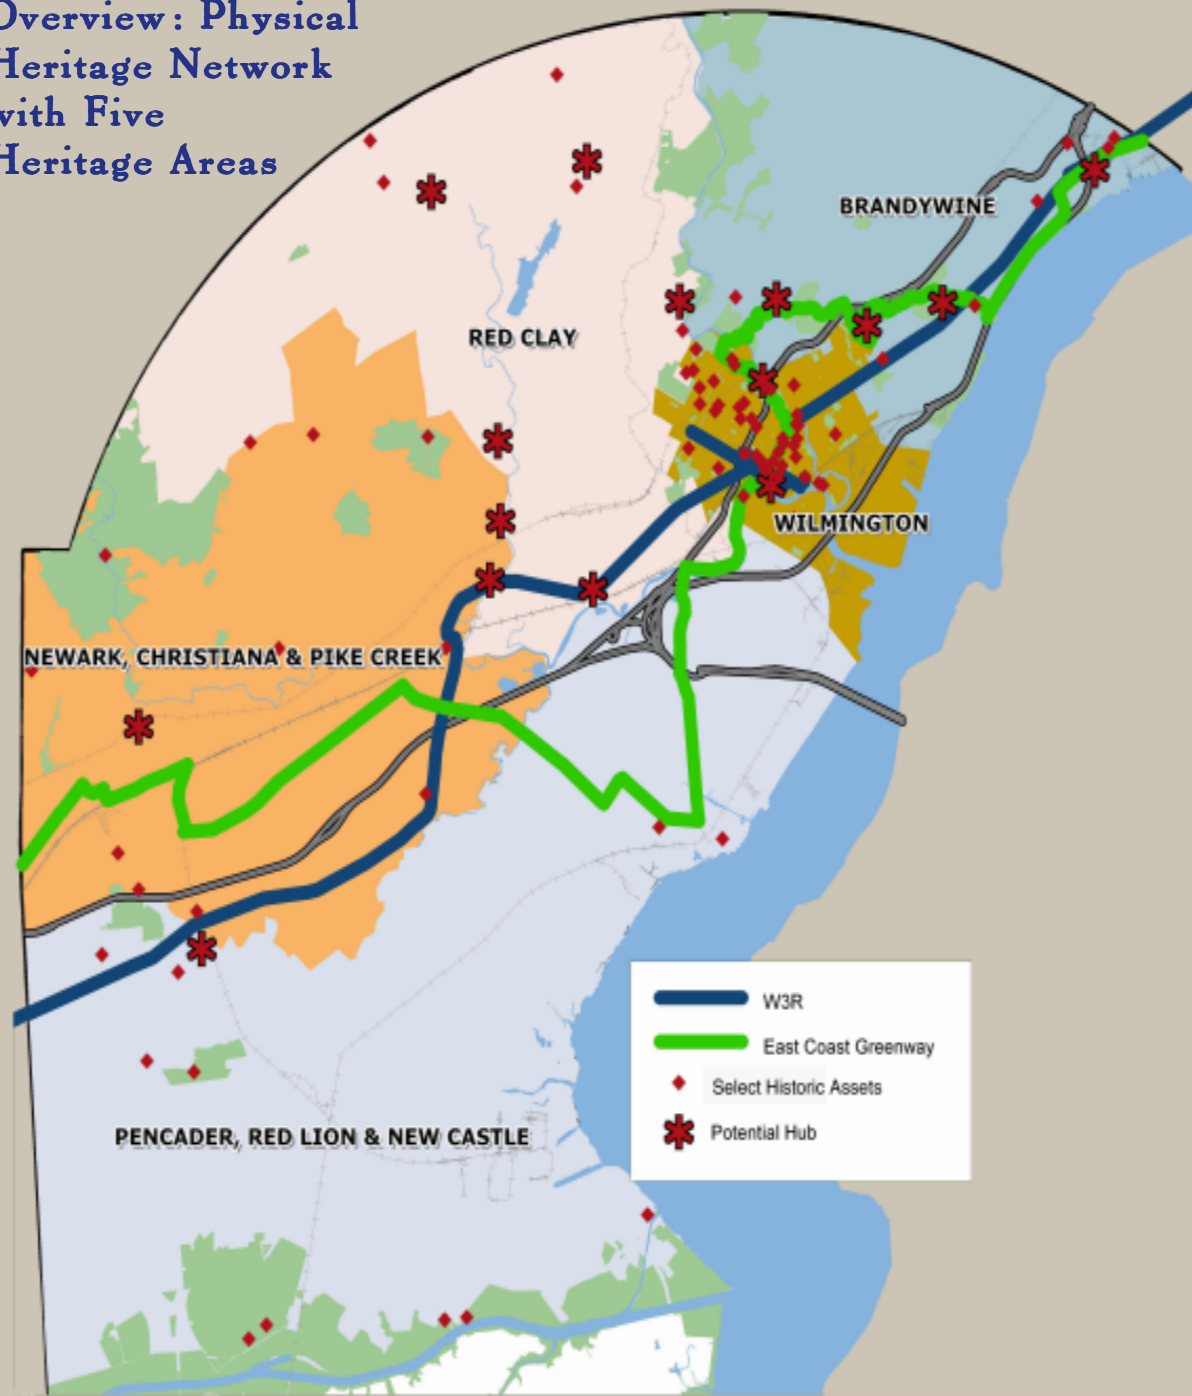 Overview: Physical
Heritage Network
with Five
Heritage Areas
BRANDYWINE
RED CLAY
WILMINGTON
NEWARK, CHRISTIANA & PIKE CREEK
W3R
East Coast Greenway
Select Historic Assets
Potential Hub
PENCADER, RED LION & NEW CASTLE